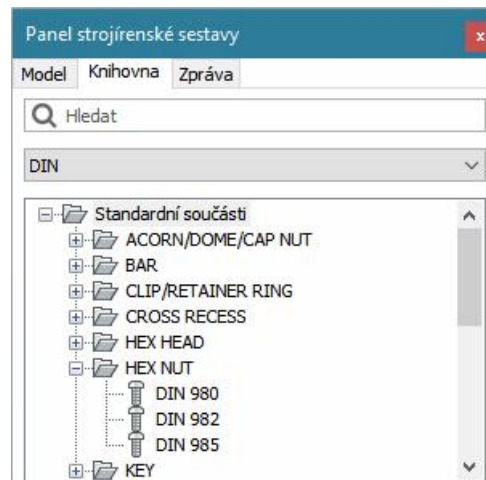 Panel strojírenské sestavy
x
Model Knihovna Zpráva
Hledat
DIN
Standardní součásti
ACORN/DOME/CAP NUT
BAR
CLIP/RETAINER RING
CROSS RECESS
HEX HEAD
HEX NUT
DIN 980
DIN 982
DIN 985
KEY